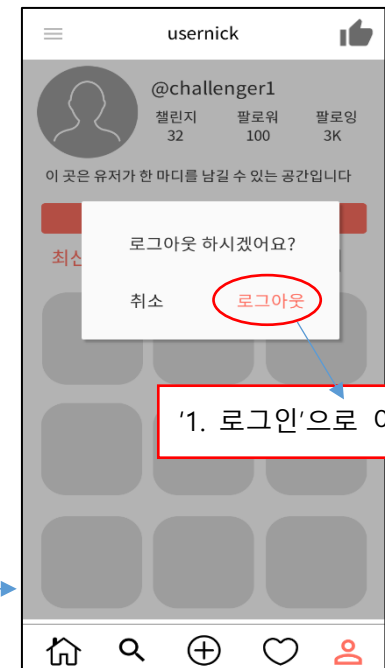 usernick
@challenger1
챌린지 팔로워 팔로잉
32 100 3K
이 곳은 유저가 한 마디를 남길 수 있는 공간입니다
로그아웃 하시겠어요?
취소 로그아웃
'1. 로그인'으로